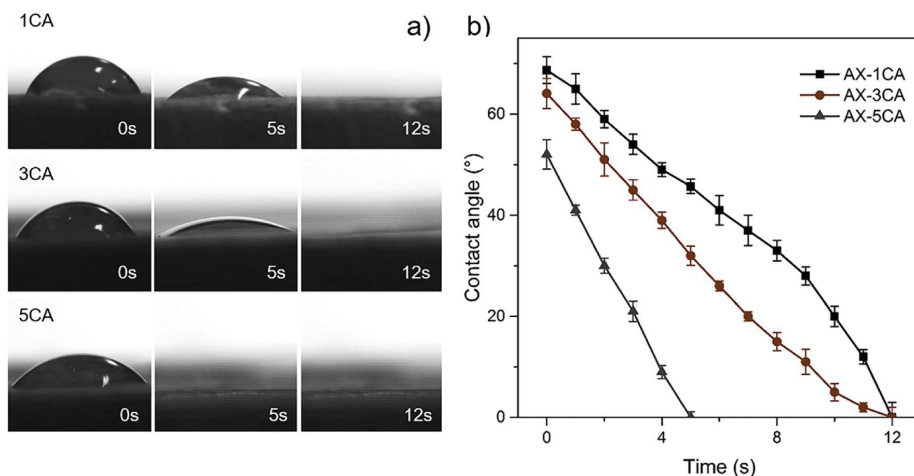 1CA
a)
0s
5s
12s
3CA
0s
5s
12s
5CA
0s
5s
12s
b)
AX-1CA
AX-3CA
AX-5CA
Contact angle (°)
60
40
20
0
0
4
8
12
Time (s)